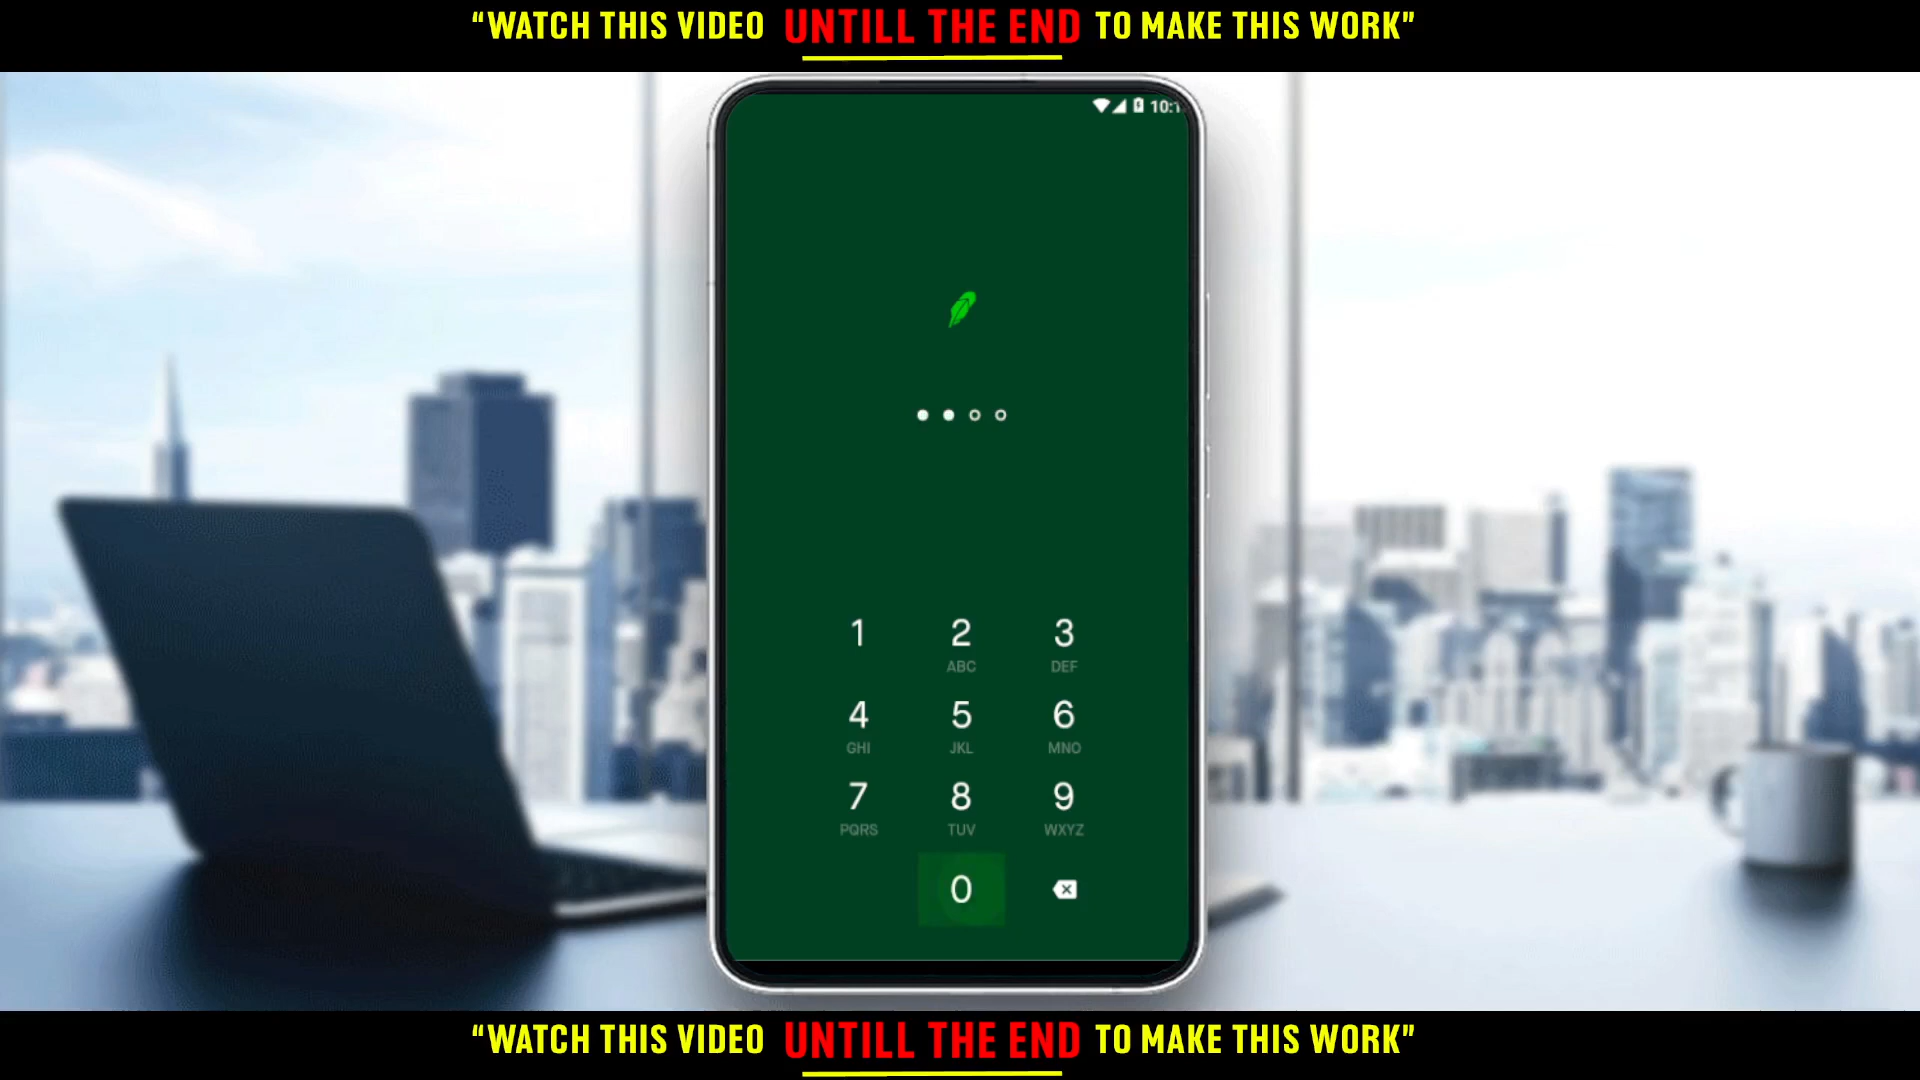 “WATCH THIS VIDEO UNTILL THE END TO MAKE THIS WORK”
1 2 3
ABC DEF
4 5 6
GHI JKL MNO
7 8 9
PQRS TUV WXYZ
0
“WATCH THIS VIDEO UNTILL THE END TO MAKE THIS WORK”